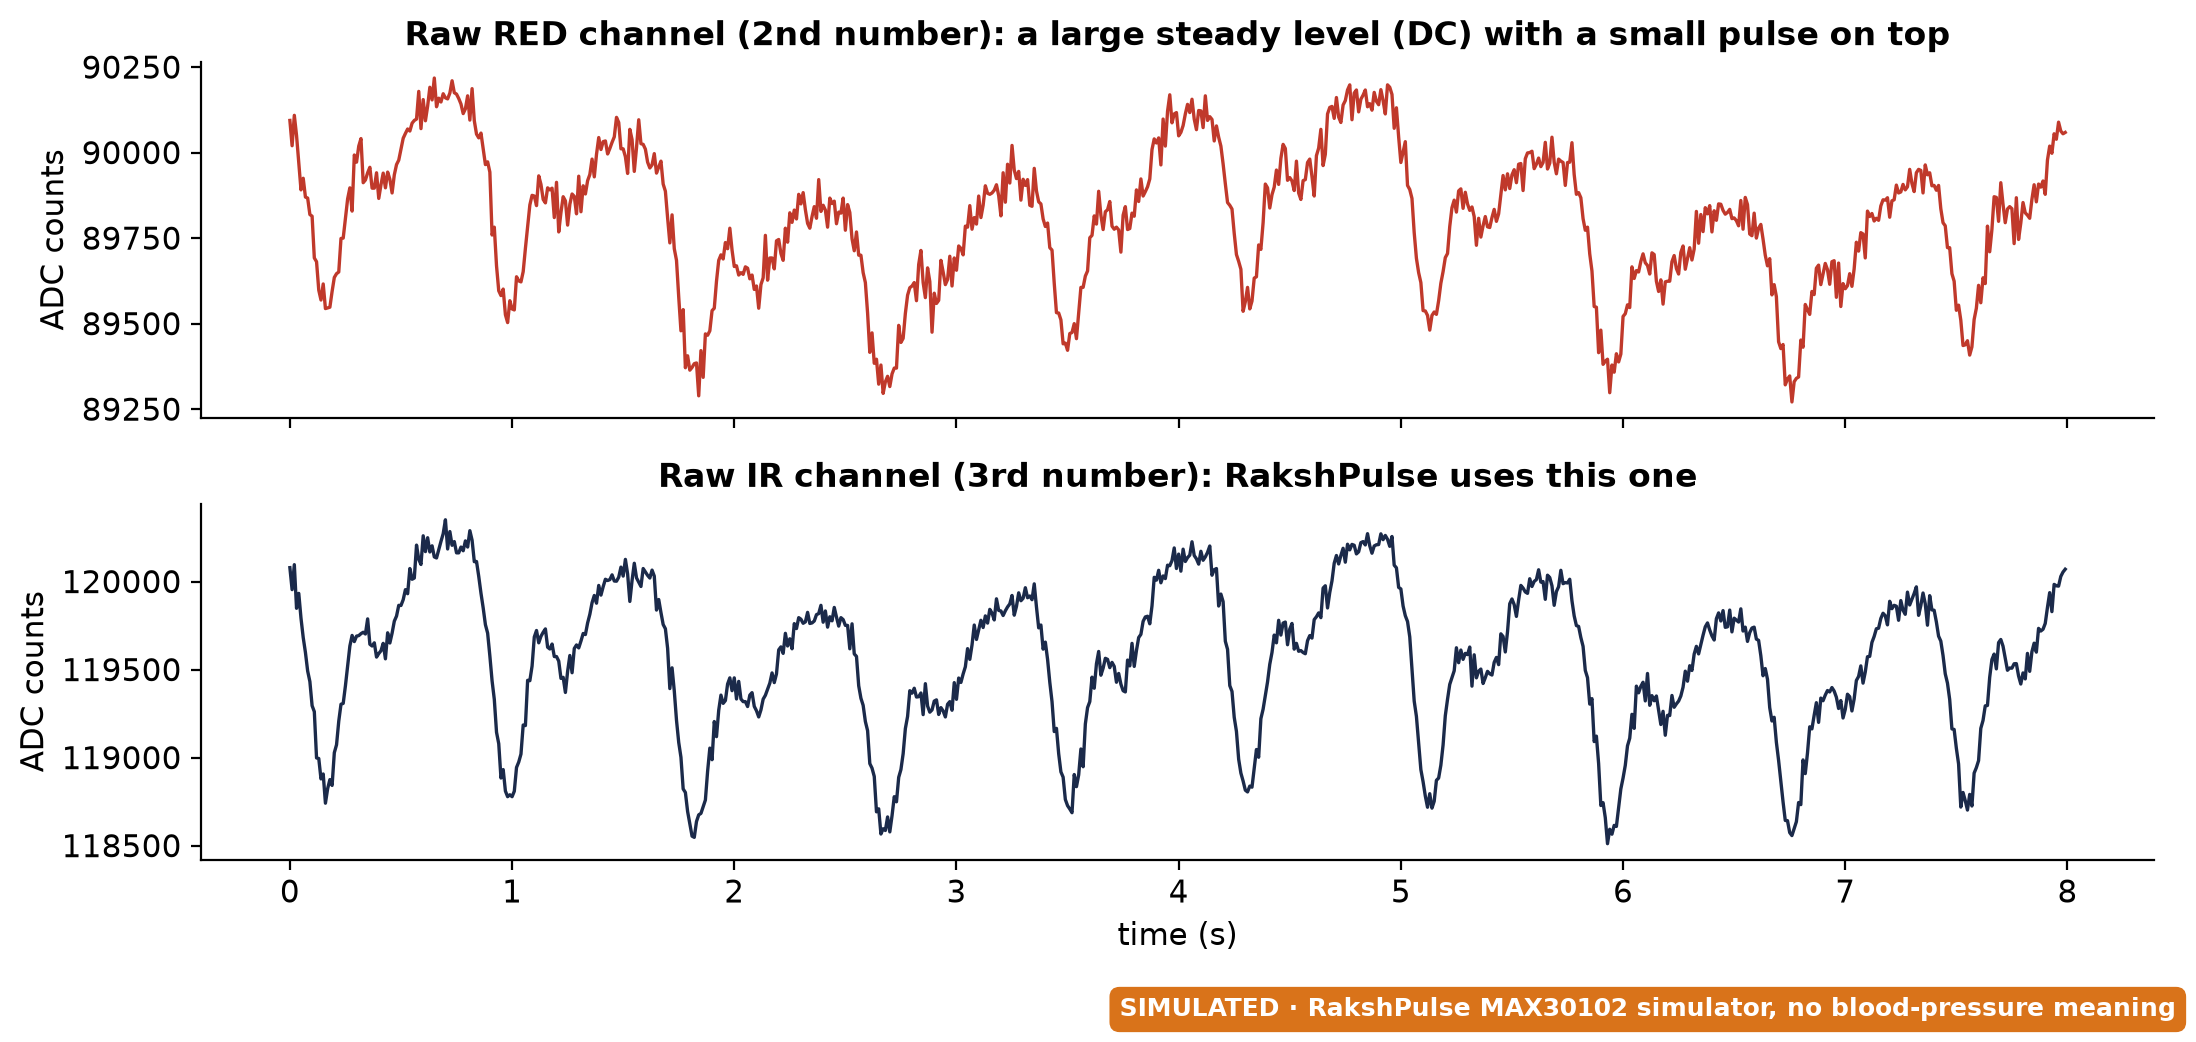 Raw RED channel (2nd number): a large steady level (DC) with a small pulse on top
90250
90000
89750
89500
89250
ADC counts
Raw IR channel (3rd number): RakshPulse uses this one
120000
119500
119000
118500
ADC counts
0 1 2 3 4 5 6 7 8
time (s)
SIMULATED · RakshPulse MAX30102 simulator, no blood-pressure meaning